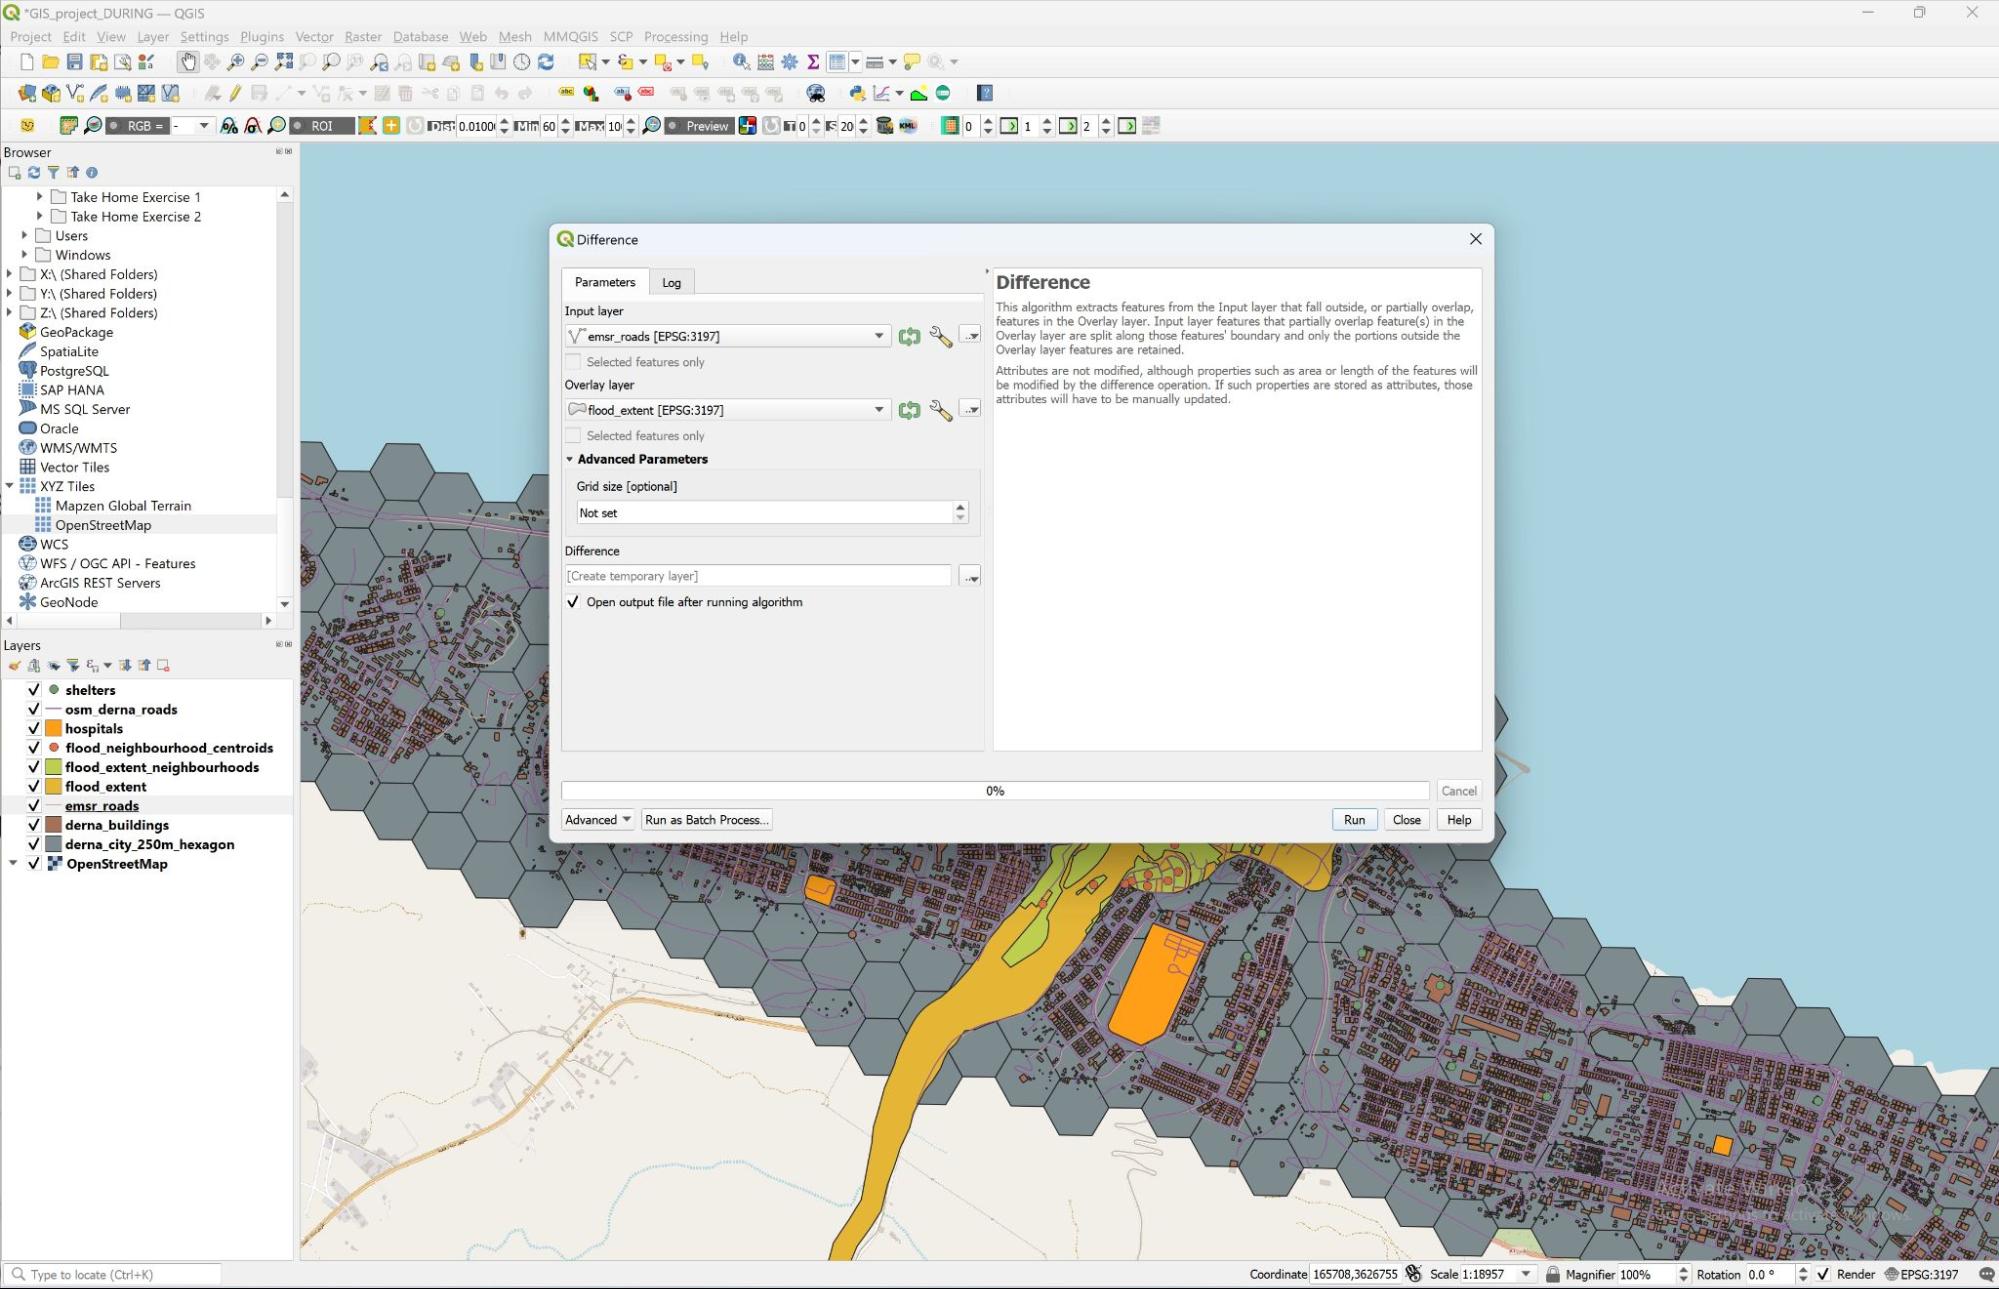 *GIS_project_DURING — QGIS
Project Edit View Layer Settings Plugins Vector Raster Database Web Mesh MMQGIS SCP Processing Help
RGB = - ROI Dist 0.0100 Min 60 Max 10 Preview T 0 S 20 KML 0 1 2
Browser
Take Home Exercise 1
Take Home Exercise 2
Users
Windows
X:\ (Shared Folders)
Y:\ (Shared Folders)
Z:\ (Shared Folders)
GeoPackage
SpatiaLite
PostgreSQL
SAP HANA
MS SQL Server
Oracle
WMS/WMTS
Vector Tiles
XYZ Tiles
Mapzen Global Terrain
OpenStreetMap
WCS
WFS / OGC API - Features
ArcGIS REST Servers
GeoNode
Layers
shelters
osm_derna_roads
hospitals
flood_neighbourhood_centroids
flood_extent_neighbourhoods
flood_extent
emsr_roads
derna_buildings
derna_city_250m_hexagon
OpenStreetMap
Difference
Parameters Log
Input layer
emsr_roads [EPSG:3197]
Selected features only
Overlay layer
flood_extent [EPSG:3197]
Selected features only
Advanced Parameters
Grid size [optional]
Not set
Difference
[Create temporary layer]
Open output file after running algorithm
Difference
This algorithm extracts features from the Input layer that fall outside, or partially overlap,
features in the Overlay layer. Input layer features that partially overlap feature(s) in the
Overlay layer are split along those features' boundary and only the portions outside the
Overlay layer features are retained.
Attributes are not modified, although properties such as area or length of the features will
be modified by the difference operation. If such properties are stored as attributes, those
attributes will have to be manually updated.
0% Cancel
Advanced Run as Batch Process... Run Close Help
Type to locate (Ctrl+K)
Coordinate 165708,3626755 Scale 1:18957 Magnifier 100% Rotation 0.0 ° Render EPSG:3197